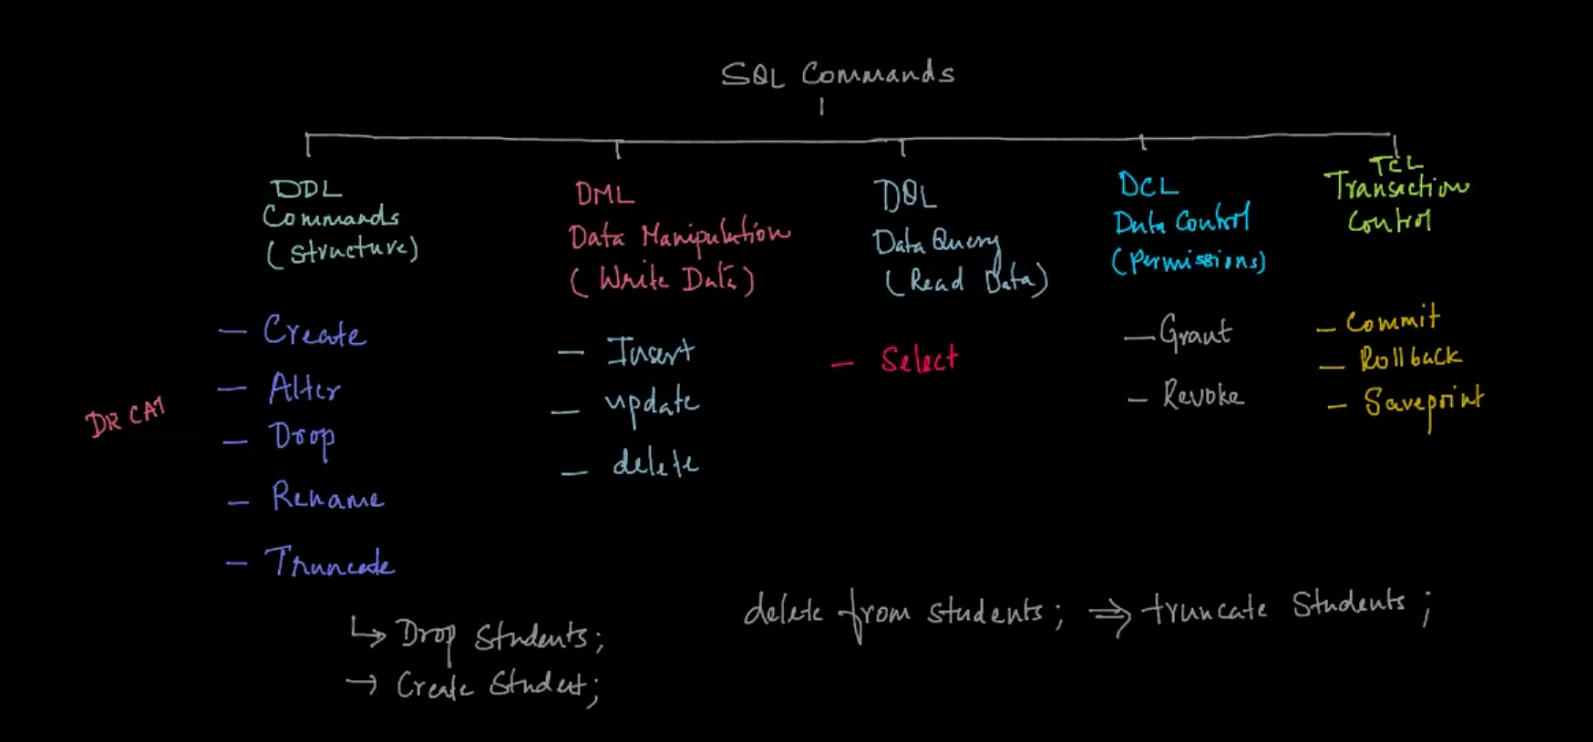 SQL Commands
DDL
Commands
(Structure)
- Create
- Alter
- Drop
- Rename
- Truncate
DR CAT
↳ Drop Students;
→ Create Student;
DML
Data Manipulation
(Write Data)
- Insert
- update
- delete
DQL
Data Query
(Read Data)
- Select
DCL
Data Control
(Permissions)
- Grant
- Revoke
TCL
Transaction
Control
- Commit
- Rollback
- Savepoint
delete from students; ⇒ truncate Students;